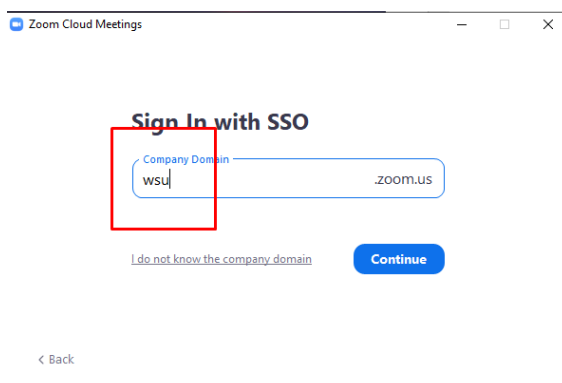 Zoom Cloud Meetings
Sign In with SSO
Company Domain
wsu .zoom.us
I do not know the company domain Continue
< Back